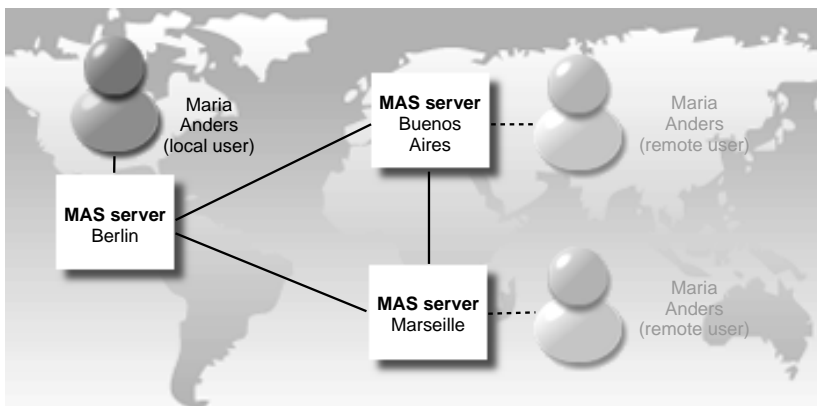 Maria
Anders
(local user)
MAS server
Berlin
MAS server
Buenos
Aires
Maria
Anders
(remote user)
MAS server
Marseille
Maria
Anders
(remote user)